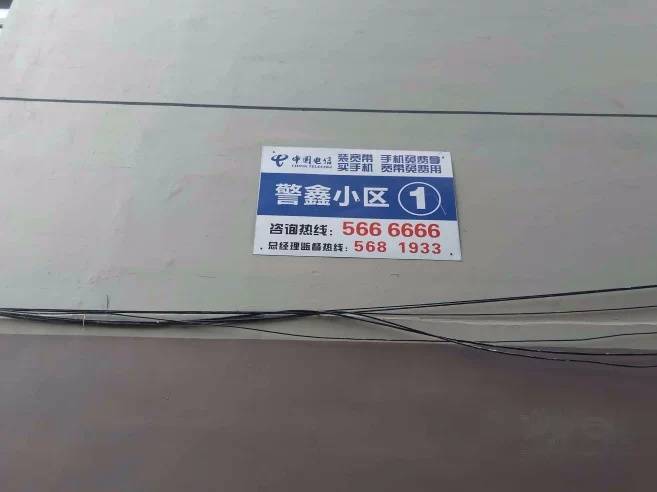 中国电信 装宽带 手机免费拿
CHINA TELECOM 买手机 宽带免费用
警鑫小区 1
咨询热线：566 6666
总经理监督热线：568 1933